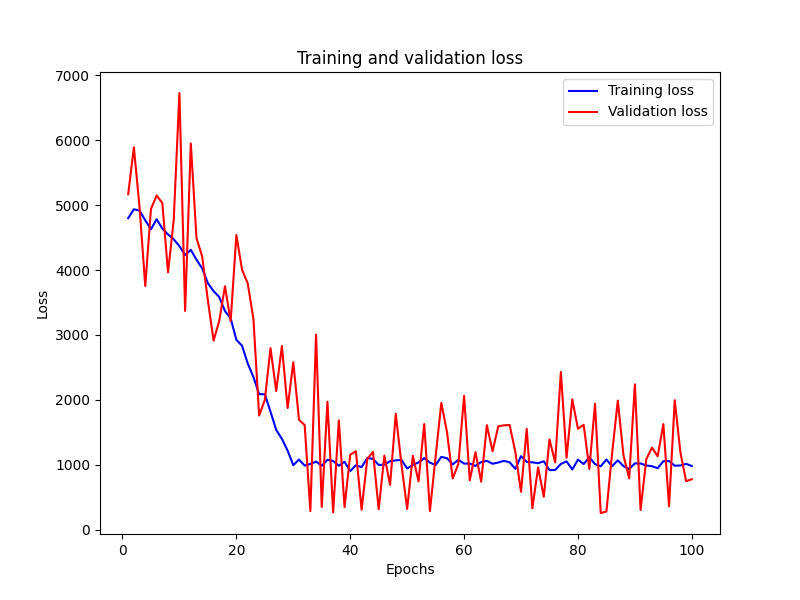 Training and validation loss
Training loss
Validation loss
7000
6000
5000
4000
3000
2000
1000
0
Loss
0 20 40 60 80 100
Epochs